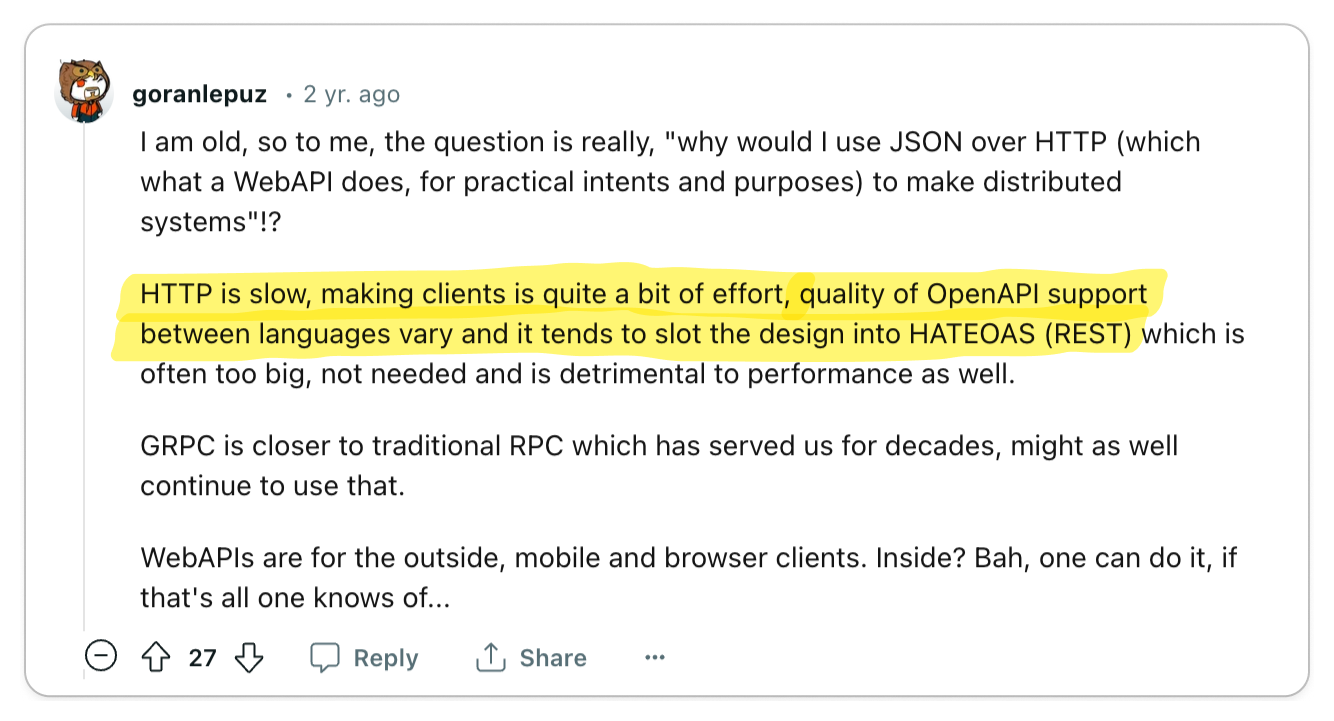 goranlepuz • 2 yr. ago
I am old, so to me, the question is really, "why would I use JSON over HTTP (which
what a WebAPI does, for practical intents and purposes) to make distributed
systems"!?
HTTP is slow, making clients is quite a bit of effort, quality of OpenAPI support
between languages vary and it tends to slot the design into HATEOAS (REST) which is
often too big, not needed and is detrimental to performance as well.
GRPC is closer to traditional RPC which has served us for decades, might as well
continue to use that.
WebAPIs are for the outside, mobile and browser clients. Inside? Bah, one can do it, if
that's all one knows of...
27 Reply Share ...